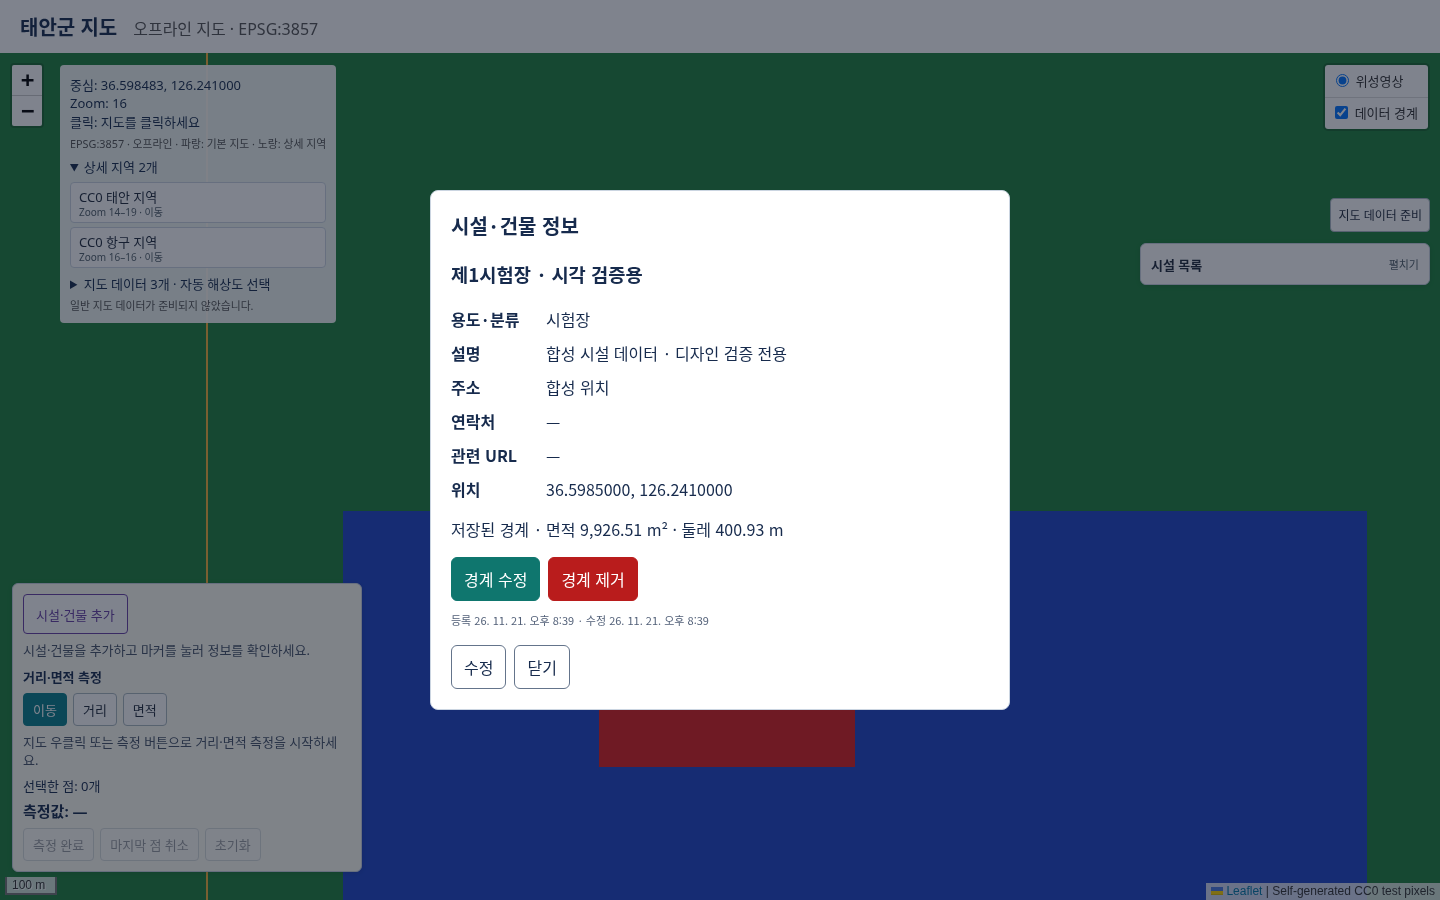 태안군 지도 오프라인 지도 · EPSG:3857
+
−
중심: 36.598483, 126.241000
Zoom: 16
클릭: 지도를 클릭하세요
EPSG:3857 · 오프라인 · 파랑: 기본 지도 · 노랑: 상세 지역
▼ 상세 지역 2개
CC0 태안 지역
Zoom 14–19 · 이동
CC0 항구 지역
Zoom 16–16 · 이동
▶ 지도 데이터 3개 · 자동 해상도 선택
일반 지도 데이터가 준비되지 않았습니다.
위성영상
데이터 경계
지도 데이터 준비
시설 목록 펼치기
시설·건물 정보
제1시험장 · 시각 검증용
용도·분류 시험장
설명 합성 시설 데이터 · 디자인 검증 전용
주소 합성 위치
연락처 —
관련 URL —
위치 36.5985000, 126.2410000
저장된 경계 · 면적 9,926.51 m² · 둘레 400.93 m
경계 수정 경계 제거
등록 26. 11. 21. 오후 8:39 · 수정 26. 11. 21. 오후 8:39
수정 닫기
시설·건물 추가
시설·건물을 추가하고 마커를 눌러 정보를 확인하세요.
거리·면적 측정
이동 거리 면적
지도 우클릭 또는 측정 버튼으로 거리·면적 측정을 시작하세
요.
선택한 점: 0개
측정값: —
측정 완료 마지막 점 취소 초기화
100 m
Leaflet | Self-generated CC0 test pixels